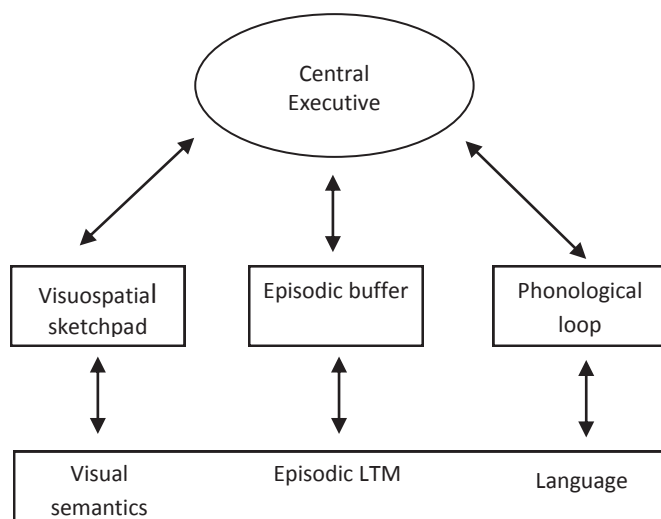 Central
Executive
Visuospatial
sketchpad
Episodic buffer
Phonological
loop
Visual
semantics
Episodic LTM
Language